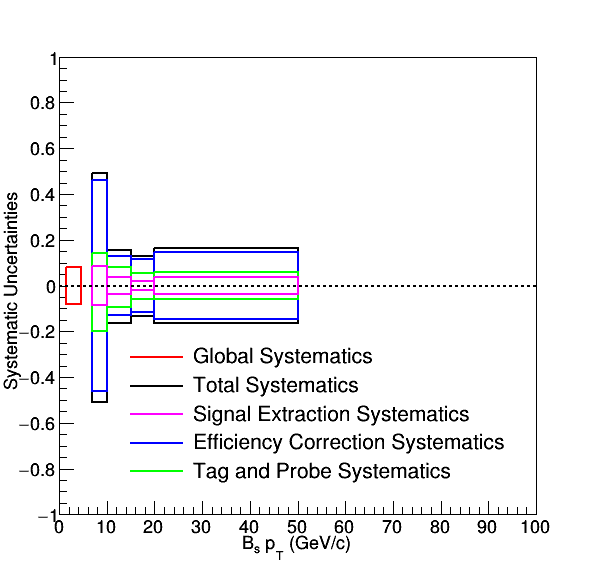 Systematic Uncertainties
1
0.8
0.6
0.4
0.2
0
−0.2
−0.4
−0.6
−0.8
−1
Global Systematics
Total Systematics
Signal Extraction Systematics
Efficiency Correction Systematics
Tag and Probe Systematics
0 10 20 30 40 50 60 70 80 90 100
B_s p_T (GeV/c)